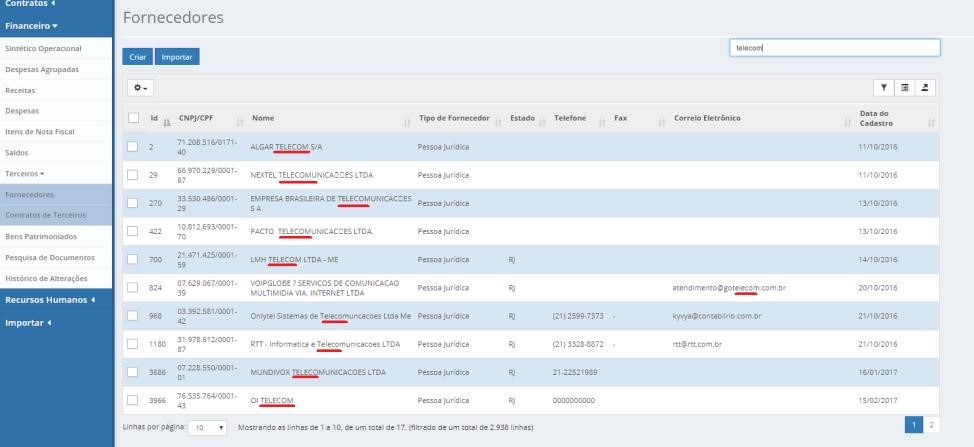 Contratos
Financeiro
Sintético Operacional
Despesas Agrupadas
Receitas
Despesas
Itens de Nota Fiscal
Saldos
Terceiros
Fornecedores
Contratos de Terceiros
Bens Patrimoniados
Pesquisa de Documentos
Histórico de Alterações
Recursos Humanos
Importar
Fornecedores
telecom
Criar Importar
Id CNPJ/CPF Nome Tipo de Fornecedor Estado Telefone Fax Correio Eletrônico Data do
Cadastro
2 71.208.516/0171-
40 ALGAR TELECOM S/A Pessoa Jurídica 11/10/2016
29 66.970.229/0001-
67 NEXTEL TELECOMUNICA□□ES LTDA Pessoa Jurídica 11/10/2016
270 33.530.486/0001-
29 EMPRESA BRASILEIRA DE TELECOMUNICACÕES
S A Pessoa Jurídica 13/10/2016
422 10.812.693/0001-
70 PACTO TELECOMUNICAC□ES LTDA. Pessoa Jurídica 13/10/2016
700 21.471.425/0001-
59 LMH TELECOM LTDA - ME Pessoa Jurídica RJ 14/10/2016
824 07.629.067/0001-
39 VOIPGLOBE ? SERVICOS DE COMUNICACAO
MULTIMIDIA VIA. INTERNET LTDA Pessoa Jurídica RJ atendimento@gotelecom.com.br 20/10/2016
968 03.392.581/0001-
42 Onlytel Sistemas de Telecomuncacoes Ltda Me Pessoa Jurídica RJ (21) 2599-7373 - kyvya@contabilrio.com.br 21/10/2016
1180 31.978.612/0001-
87 RTT - Informatica e Telecomunicacoes LTDA Pessoa Jurídica RJ (21) 3328-8872 - rtt@rtt.com.br 21/10/2016
3686 07.228.550/0001-
01 MUNDIVOX TELECOMUNICACOES LTDA Pessoa Jurídica RJ 21-22521989 16/01/2017
3966 76.535.764/0001-
43 OI TELECOM Pessoa Jurídica RJ 0000000000 15/02/2017
Linhas por página: 10 Mostrando as linhas de 1 a 10, de um total de 17. (filtrado de um total de 2.938 linhas) 1 2